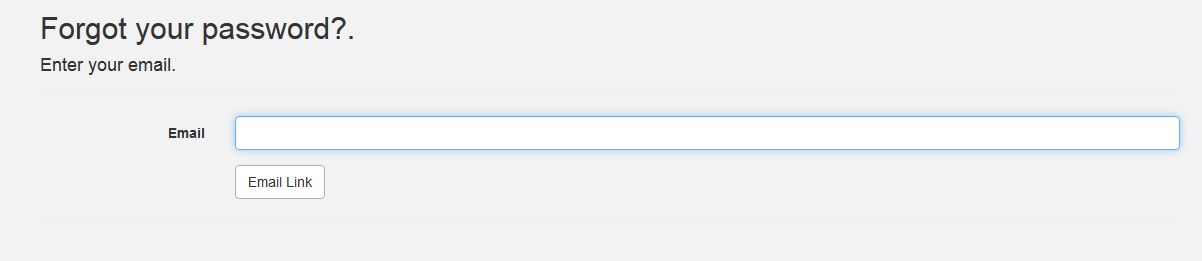 Forgot your password?.
Enter your email.
Email
Email Link